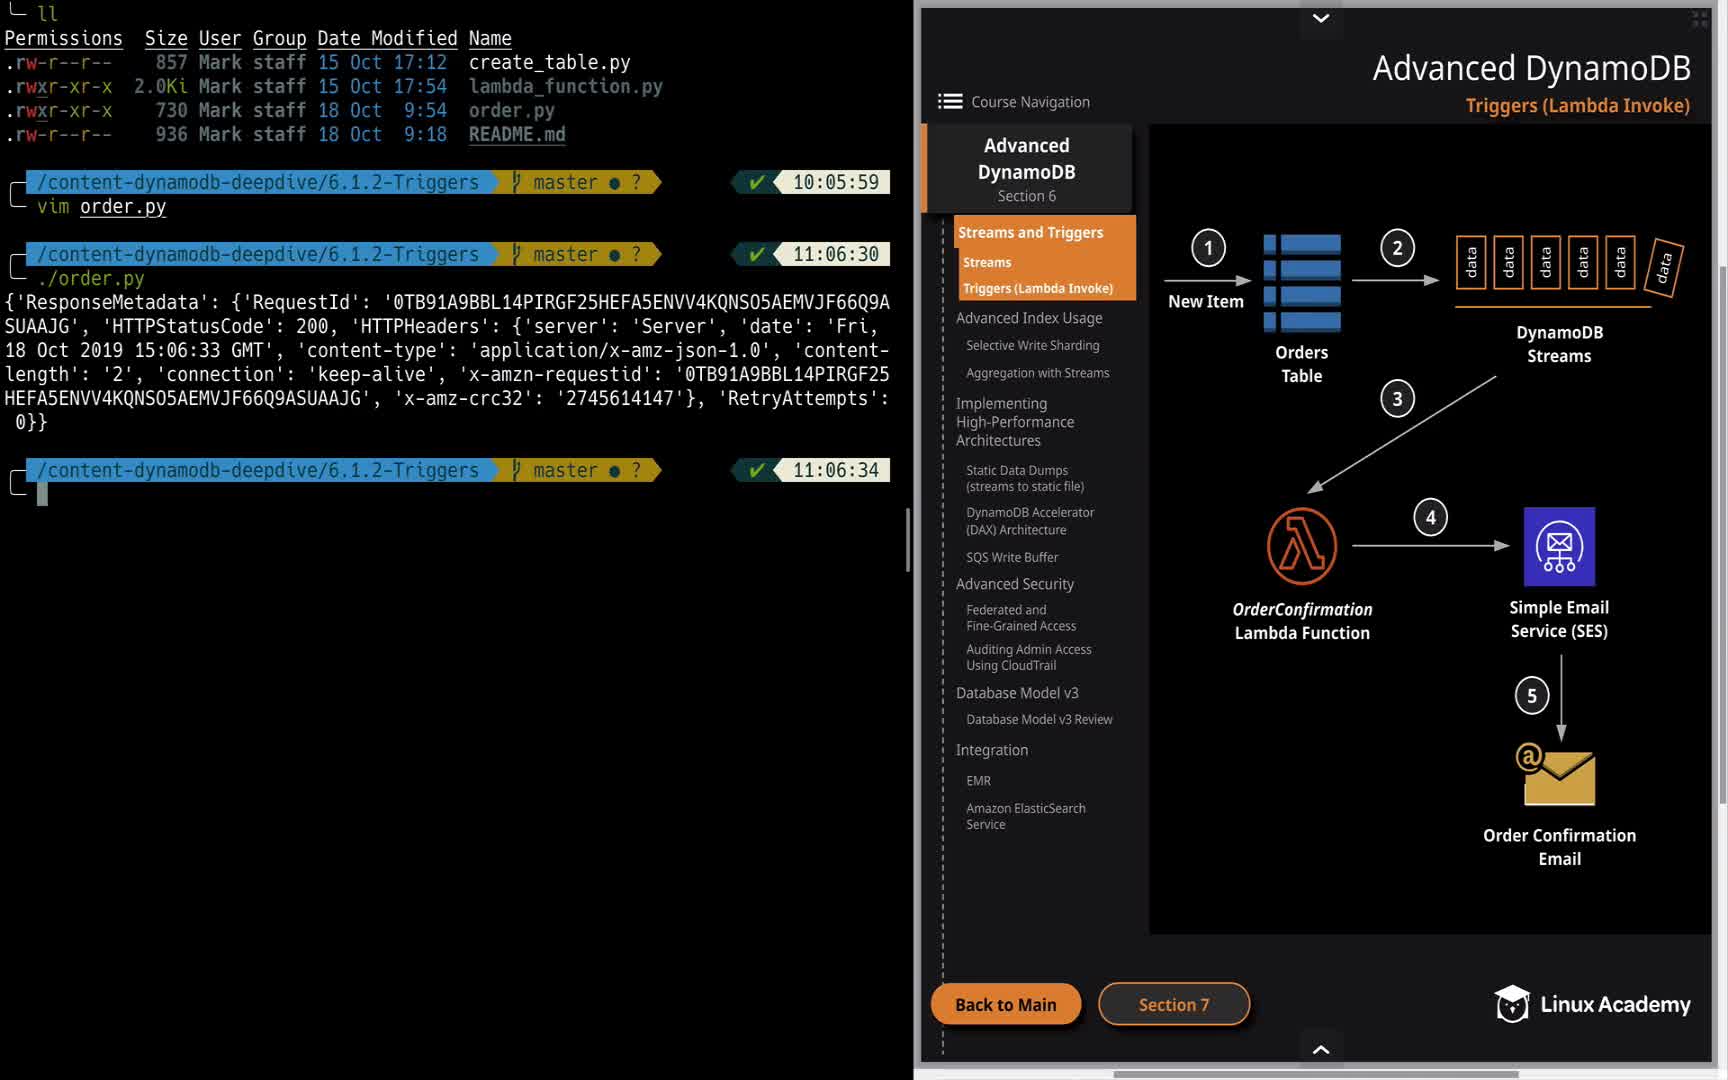 ll
Permissions Size User Group Date Modified Name
.rw-r--r-- 857 Mark staff 15 Oct 17:12 create_table.py
.rwxr-xr-x 2.0Ki Mark staff 15 Oct 17:54 lambda_function.py
.rwxr-xr-x 730 Mark staff 18 Oct 9:54 order.py
.rw-r--r-- 936 Mark staff 18 Oct 9:18 README.md
/content-dynamodb-deepdive/6.1.2-Triggers master ● ? ✔ 10:05:59
vim order.py
/content-dynamodb-deepdive/6.1.2-Triggers master ● ? ✔ 11:06:30
./order.py
{'ResponseMetadata': {'RequestId': '0TB91A9BBL14PIRGF25HEFA5ENVV4KQNSO5AEMVJF66Q9A
SUAAJG', 'HTTPStatusCode': 200, 'HTTPHeaders': {'server': 'Server', 'date': 'Fri,
18 Oct 2019 15:06:33 GMT', 'content-type': 'application/x-amz-json-1.0', 'content-
length': '2', 'connection': 'keep-alive', 'x-amzn-requestid': '0TB91A9BBL14PIRGF25
HEFA5ENVV4KQNSO5AEMVJF66Q9ASUAAJG', 'x-amz-crc32': '2745614147'}, 'RetryAttempts':
0}}
/content-dynamodb-deepdive/6.1.2-Triggers master ● ? ✔ 11:06:34
Advanced DynamoDB
Triggers (Lambda Invoke)
Course Navigation
Advanced
DynamoDB
Section 6
Streams and Triggers
Streams
Triggers (Lambda Invoke)
Advanced Index Usage
Selective Write Sharding
Aggregation with Streams
Implementing
High-Performance
Architectures
Static Data Dumps
(streams to static file)
DynamoDB Accelerator
(DAX) Architecture
SQS Write Buffer
Advanced Security
Federated and
Fine-Grained Access
Auditing Admin Access
Using CloudTrail
Database Model v3
Database Model v3 Review
Integration
EMR
Amazon ElasticSearch
Service
1
New Item
Orders
Table
2
data data data data data data
DynamoDB
Streams
3
OrderConfirmation
Lambda Function
4
Simple Email
Service (SES)
5
@
Order Confirmation
Email
Back to Main
Section 7
Linux Academy